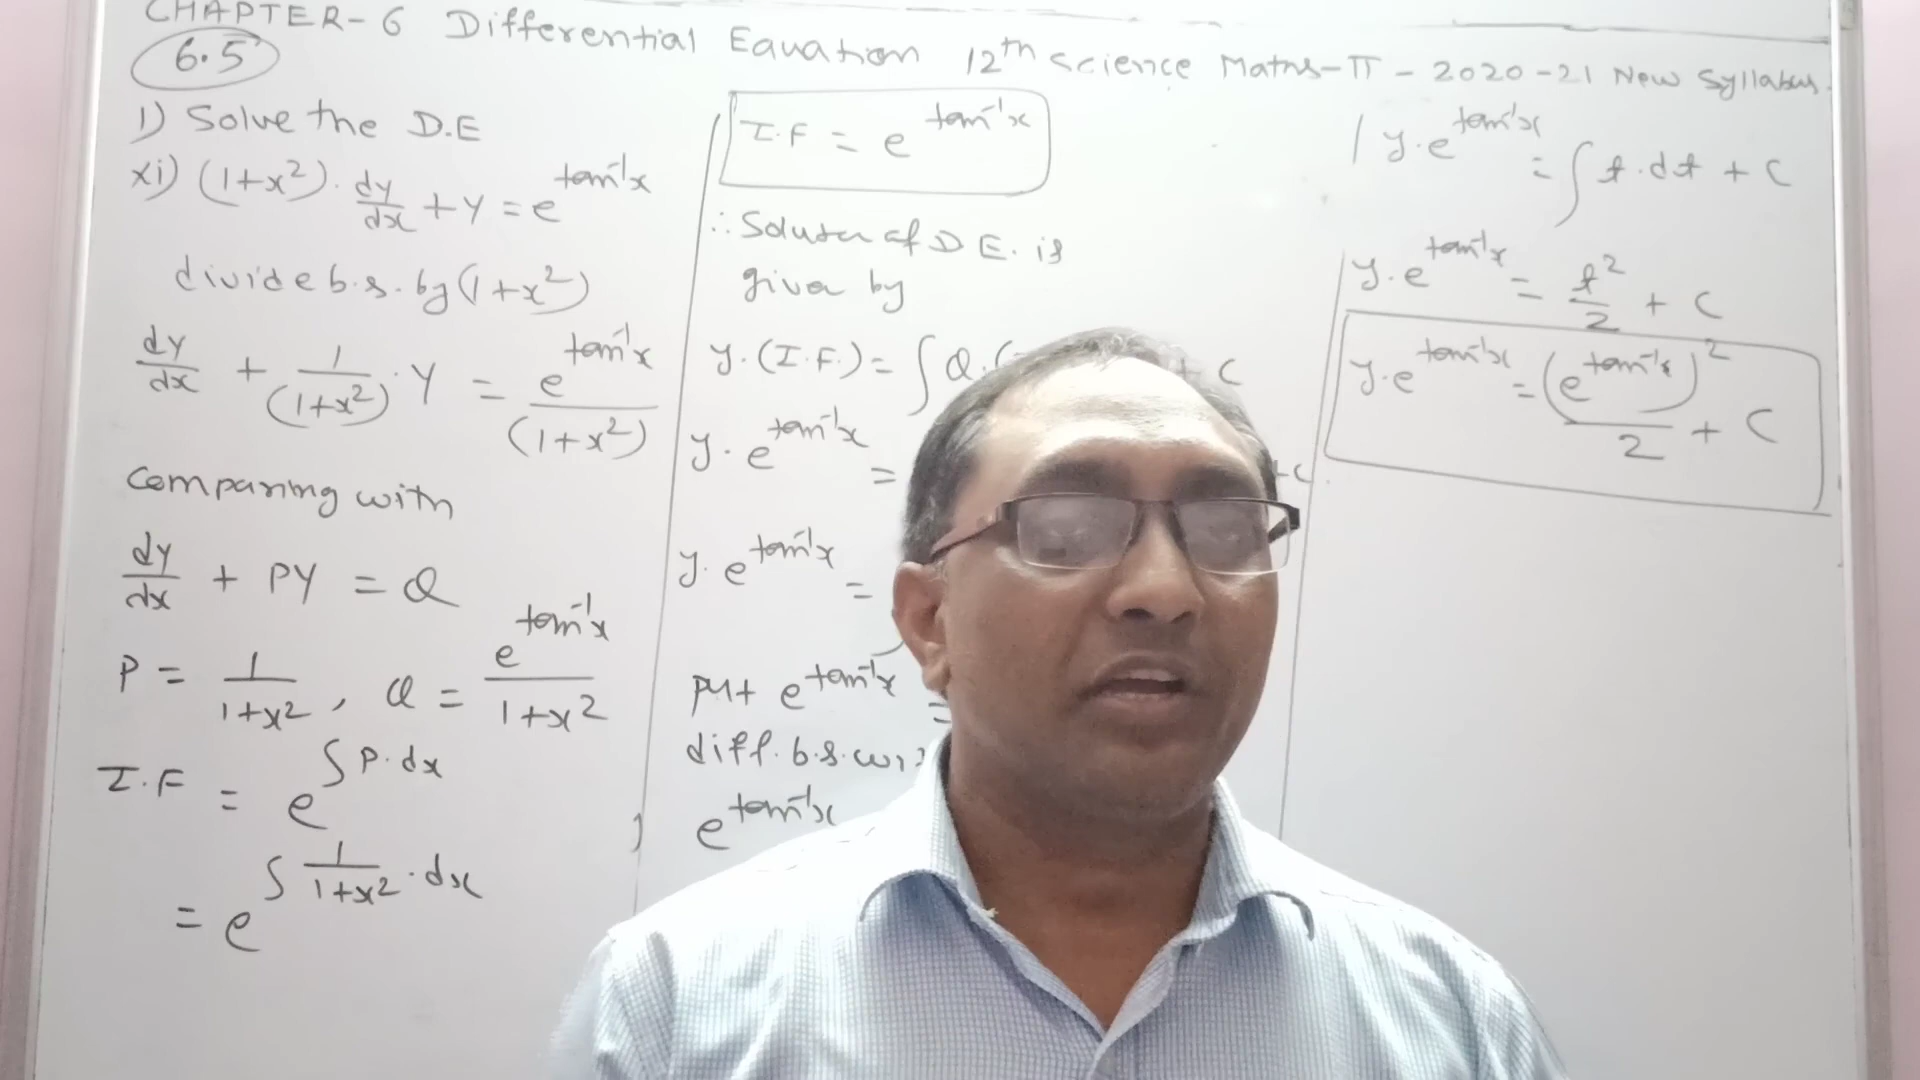 CHAPTER-6 Differential Equation 12th Science Maths-II - 2020-21 New Syllabus
6.5
1) Solve the D.E
xi) (1+x²)·dy/dx + y = e^tan⁻¹x
divide b.s. by (1+x²)
dy/dx + 1/(1+x²)·y = e^tan⁻¹x/(1+x²)
Comparing with
dy/dx + Py = Q
P = 1/1+x², Q = e^tan⁻¹x/1+x²
I.F = e^∫P·dx
= e^∫1/1+x²·dx
I.F = e^tan⁻¹x
∴ Solution of D.E. is
given by
y·(I.F.) = ∫Q·( + C
y·e^tan⁻¹x = +C
y·e^tan⁻¹x =
put e^tan⁻¹x =
diff. b.s. w.
e^tan⁻¹x
y·e^tan⁻¹x = ∫t·dt + C
y·e^tan⁻¹x = t²/2 + C
y·e^tan⁻¹x = (e^tan⁻¹x)²/2 + C